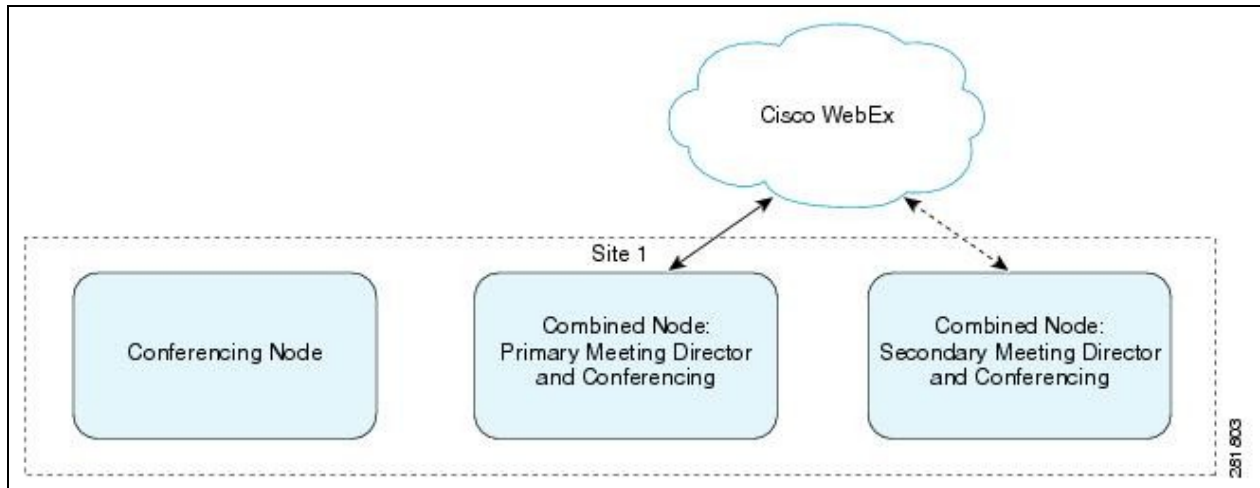 Cisco WebEx
Site 1
Conferencing Node
Combined Node:
Primary Meeting Director
and Conferencing
Combined Node:
Secondary Meeting Director
and Conferencing
281803